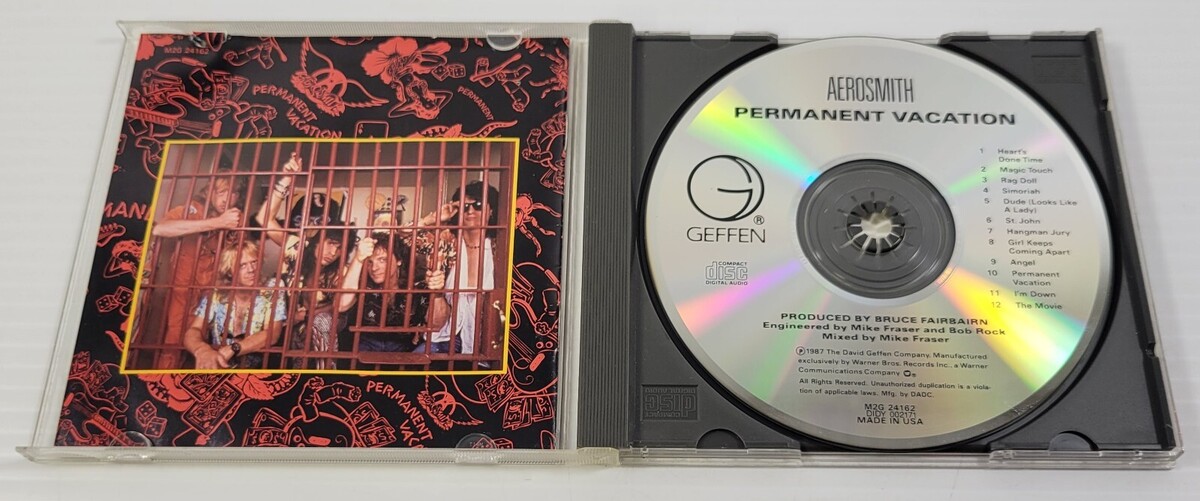 M2G 24162
PERMANENT
VACATION
PERMANENT
PERMANENT
VACA
MANE
AEROSMITH
PERMANENT VACATION
G
®
GEFFEN
COMPACT
disc
DIGITAL AUDIO
1 Heart's
Done Time
2 Magic Touch
3 Rag Doll
4 Simoriah
5 Dude (Looks Like
A Lady)
6 St. John
7 Hangman Jury
8 Girl Keeps
Coming Apart
9 Angel
10 Permanent
Vacation
11 I'm Down
12 The Movie
PRODUCED BY BRUCE FAIRBAIRN
Engineered by Mike Fraser and Bob Rock
Mixed by Mike Fraser
℗1987 The David Geffen Company, Manufactured
exclusively by Warner Bros. Records Inc., a Warner
Communications Company
All Rights Reserved. Unauthorized duplication is a viola-
tion of applicable laws. Mfg. by DADC.
M2G 24162
DIDY 002171
MADE IN USA